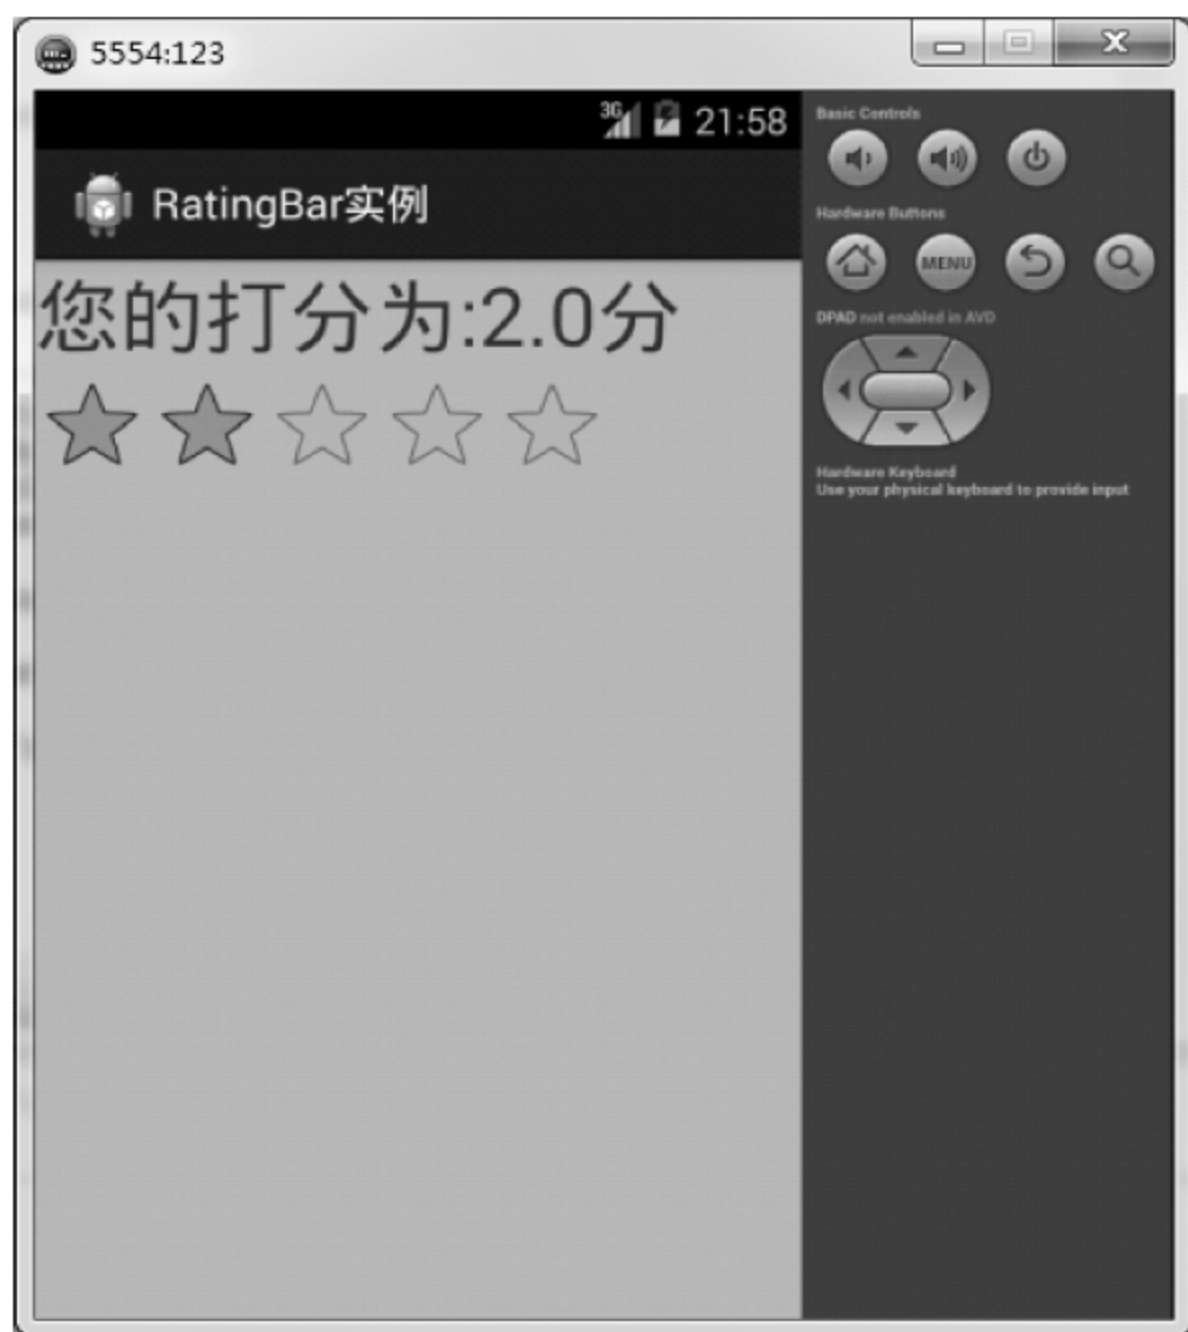 5554:123
3G 21:58
RatingBar实例
您的打分为:2.0分
Basic Controls
Hardware Buttons
MENU
DPAD not enabled in AVD
Hardware Keyboard
Use your physical keyboard to provide input